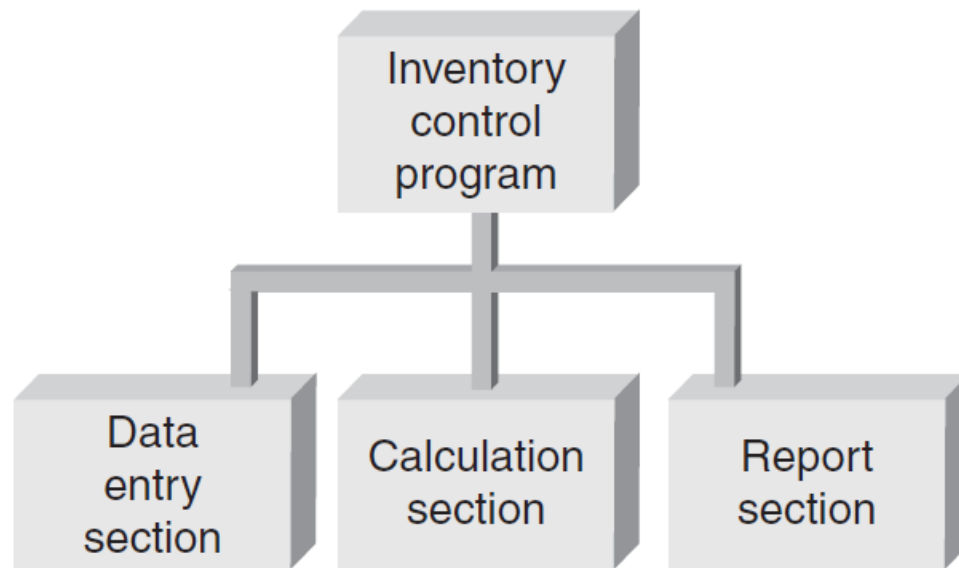 Inventory
control
program
Data
entry
section
Calculation
section
Report
section